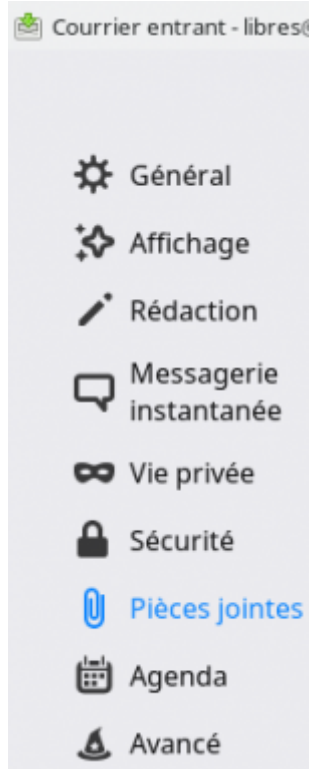 Courrier entrant - libres@
Général
Affichage
Rédaction
Messagerie
instantanée
Vie privée
Sécurité
Pièces jointes
Agenda
Avancé